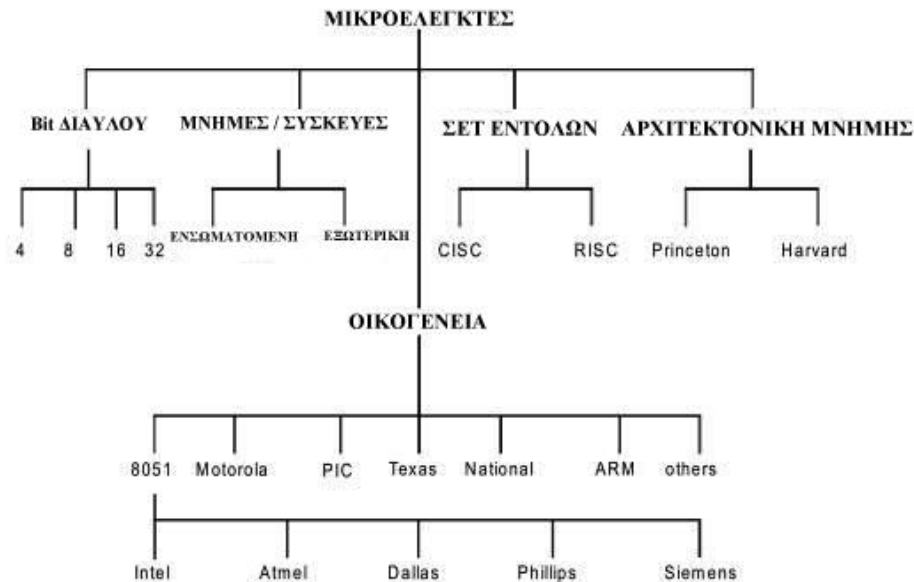 ΜΙΚΡΟΕΛΕΓΚΤΕΣ
Bit ΔΙΑΥΛΟΥ ΜΝΗΜΕΣ / ΣΥΣΚΕΥΕΣ ΣΕΤ ΕΝΤΟΛΩΝ ΑΡΧΙΤΕΚΤΟΝΙΚΗ ΜΝΗΜΗΣ
4 8 16 32 ΕΝΣΩΜΑΤΟΜΕΝΗ ΕΞΩΤΕΡΙΚΗ CISC RISC Princeton Harvard
ΟΙΚΟΓΕΝΕΙΑ
8051 Motorola PIC Texas National ARM others
Intel Atmel Dallas Phillips Siemens